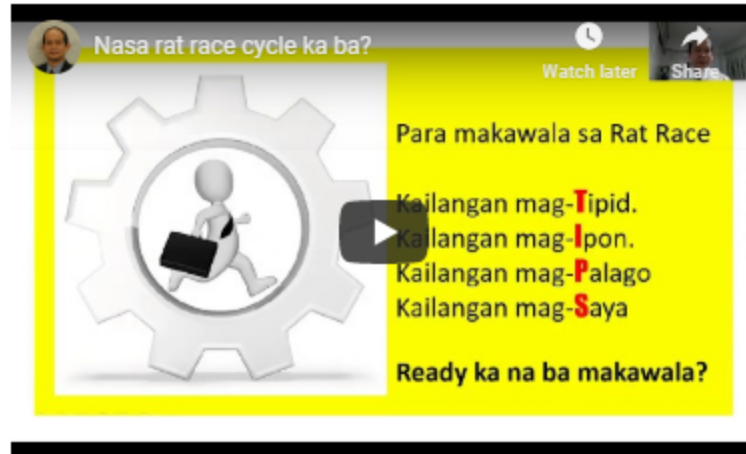 Nasa rat race cycle ka ba?
Watch later
Share
Para makawala sa Rat Race
Kailangan mag-Tipid.
Kailangan mag-Ipon.
Kailangan mag-Palago
Kailangan mag-Saya
Ready ka na ba makawala?